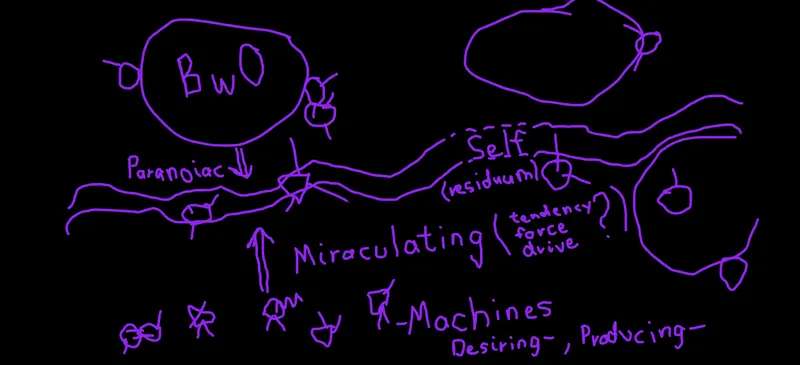 BwO
Paranoiac
Self
(residuum)
Miraculating (tendency
force
drive ?)
-Machines
Desiring-, Producing-